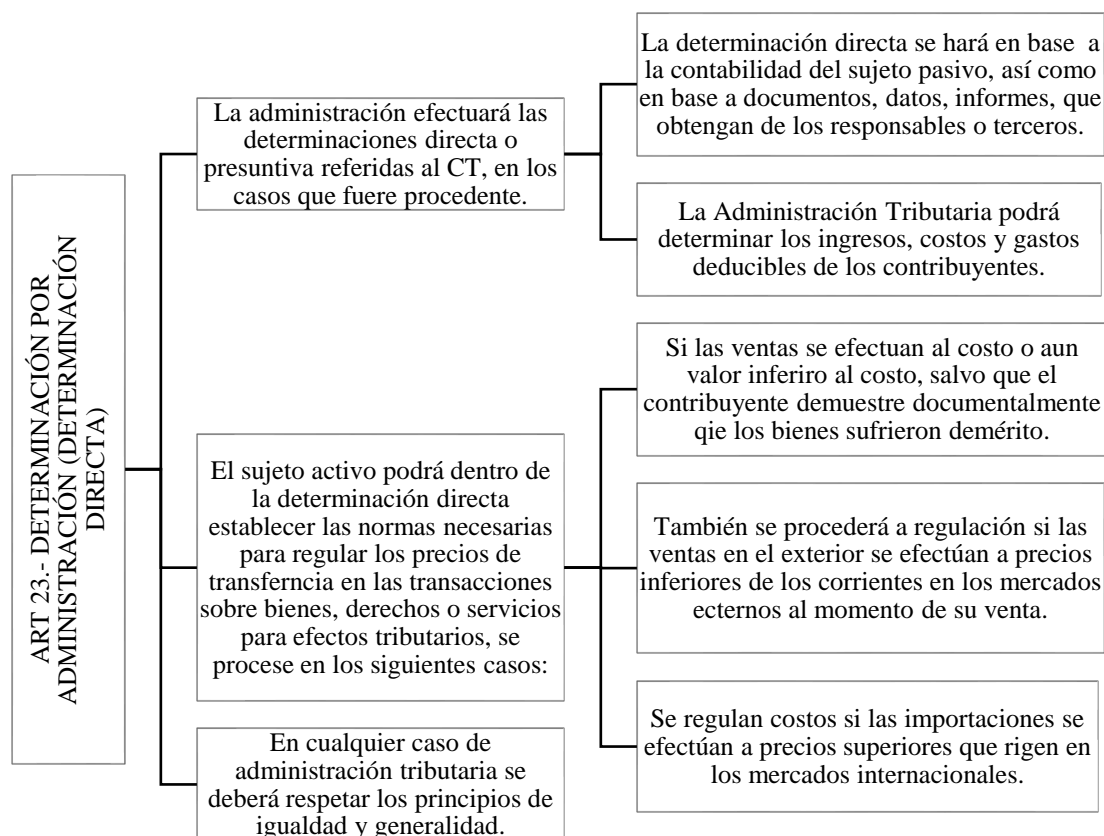 ART 23.- DETERMINACIÓN POR
ADMINISTRACIÓN (DETERMINACIÓN
DIRECTA)
La administración efectuará las
determinaciones directa o
presuntiva referidas al CT, en los
casos que fuere procedente.
La determinación directa se hará en base a
la contabilidad del sujeto pasivo, así como
en base a documentos, datos, informes, que
obtengan de los responsables o terceros.
La Administración Tributaria podrá
determinar los ingresos, costos y gastos
deducibles de los contribuyentes.
El sujeto activo podrá dentro de
la determinación directa
establecer las normas necesarias
para regular los precios de
transferncia en las transacciones
sobre bienes, derechos o servicios
para efectos tributarios, se
procese en los siguientes casos:
Si las ventas se efectuan al costo o aun
valor inferiro al costo, salvo que el
contribuyente demuestre documentalmente
qie los bienes sufrieron demérito.
También se procederá a regulación si las
ventas en el exterior se efectúan a precios
inferiores de los corrientes en los mercados
ecternos al momento de su venta.
Se regulan costos si las importaciones se
efectúan a precios superiores que rigen en
los mercados internacionales.
En cualquier caso de
administración tributaria se
deberá respetar los principios de
igualdad y generalidad.